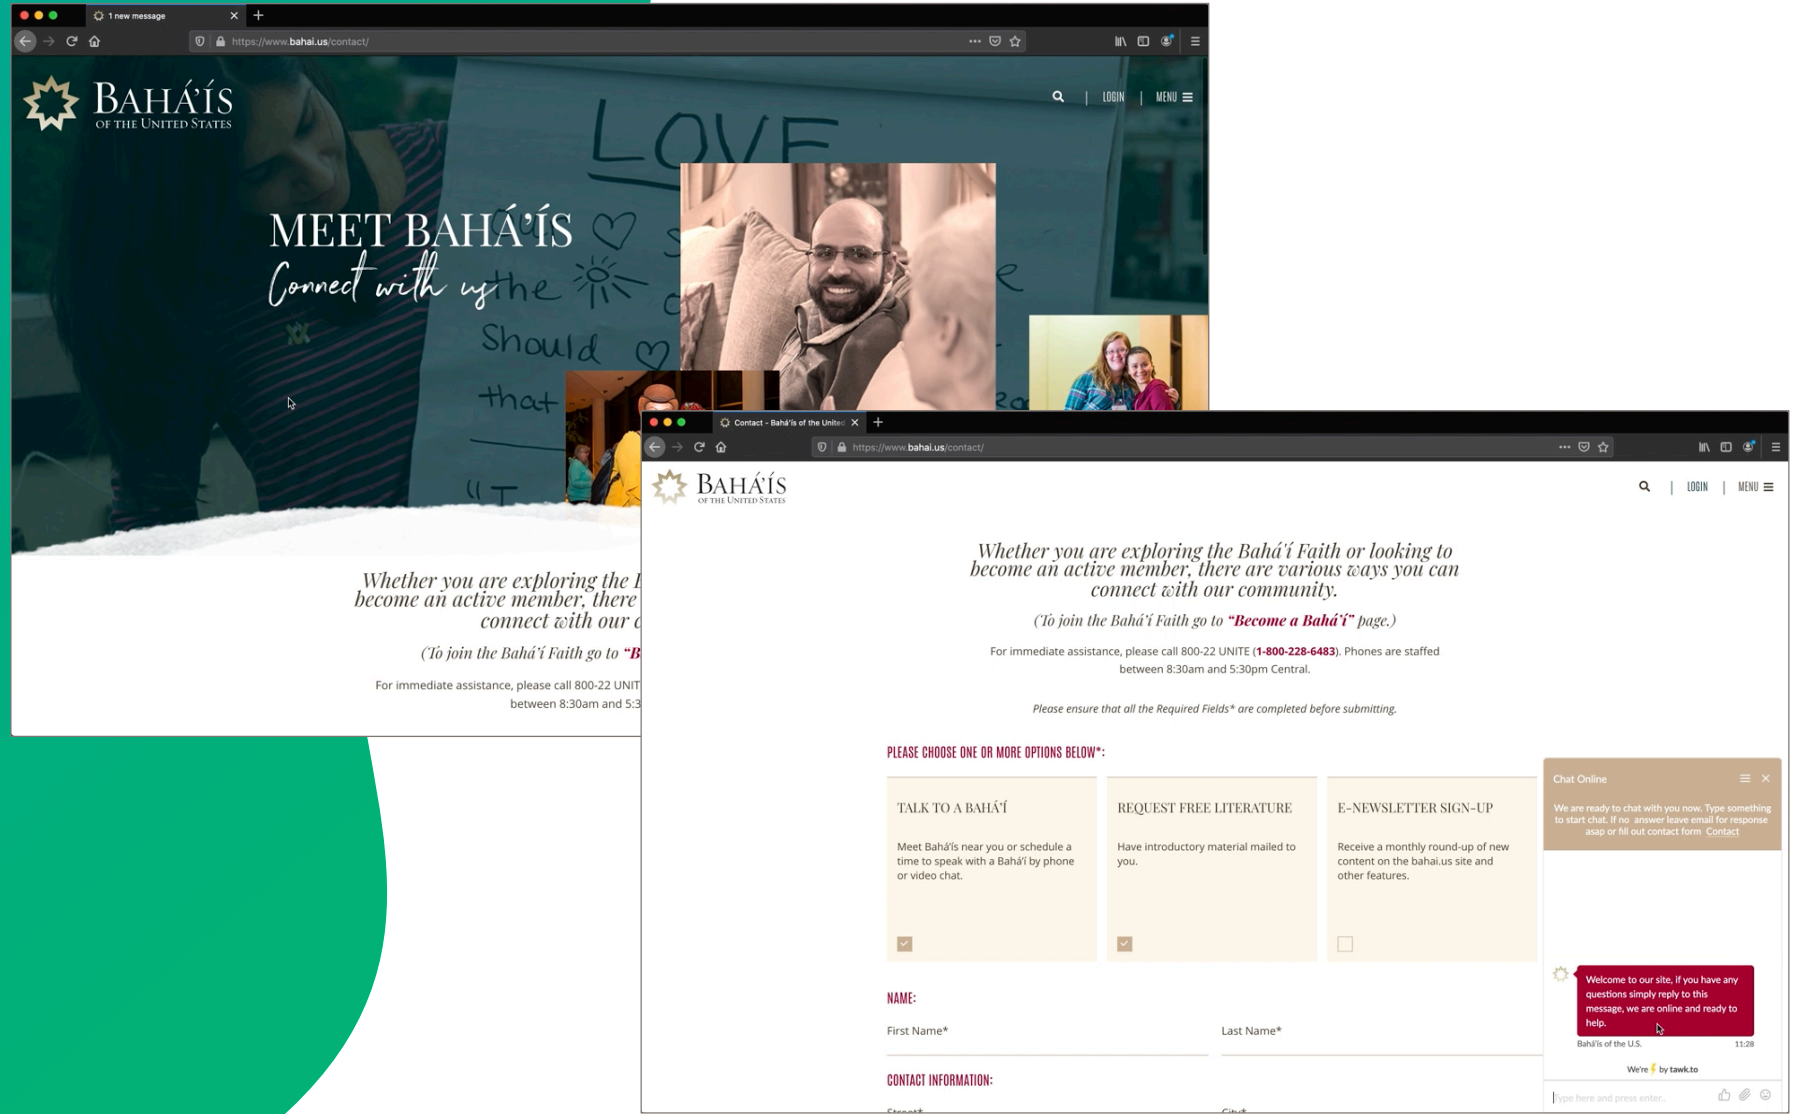 1 new message
https://www.bahai.us/contact/
BAHÁ'ÍS
OF THE UNITED STATES
LOGIN
MENU
LOVE
MEET BAHÁ'ÍS
Connect with us
the
Should
that
Whether you are exploring the
become an active member, there
connect with our
(To join the Bahá'í Faith go to “B
For immediate assistance, please call 800-22 UNIT
between 8:30am and 5:3
Contact - Bahá'ís of the United
https://www.bahai.us/contact/
BAHÁ'ÍS
OF THE UNITED STATES
LOGIN
MENU
Whether you are exploring the Bahá'í Faith or looking to
become an active member, there are various ways you can
connect with our community.
(To join the Bahá'í Faith go to “Become a Bahá'í” page.)
For immediate assistance, please call 800-22 UNITE (1-800-228-6483). Phones are staffed
between 8:30am and 5:30pm Central.
Please ensure that all the Required Fields* are completed before submitting.
PLEASE CHOOSE ONE OR MORE OPTIONS BELOW*:
TALK TO A BAHÁ'Í
Meet Bahá'ís near you or schedule a
time to speak with a Bahá'í by phone
or video chat.
REQUEST FREE LITERATURE
Have introductory material mailed to
you.
E-NEWSLETTER SIGN-UP
Receive a monthly round-up of new
content on the bahai.us site and
other features.
NAME:
First Name*
Last Name*
CONTACT INFORMATION:
Street*
City*
Chat Online
We are ready to chat with you now. Type something
to start chat. If no answer leave email for response
asap or fill out contact form Contact
Welcome to our site, if you have any
questions simply reply to this
message, we are online and ready to
help.
Bahá'ís of the U.S.
11:28
We're by tawk.to
Type here and press enter..